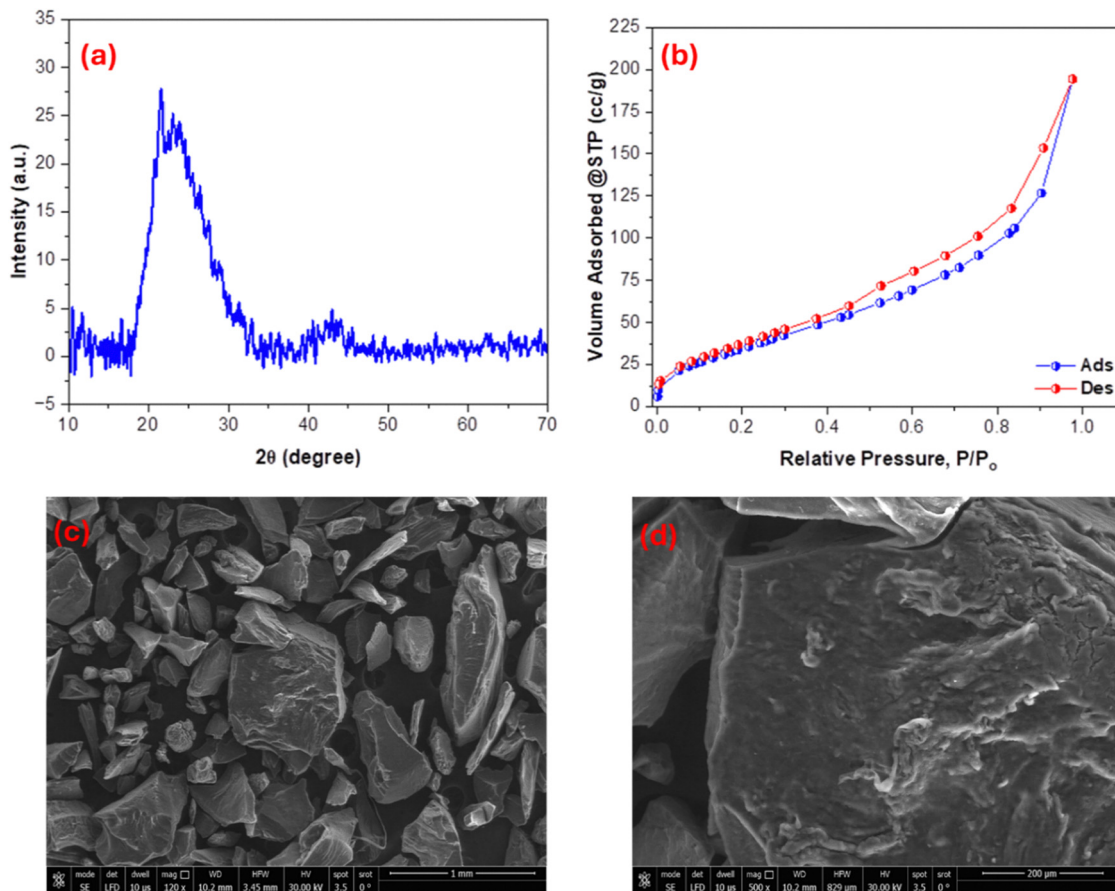 (a)
Intensity (a.u.)
35
30
25
20
15
10
5
0
−5
10 20 30 40 50 60 70
2θ (degree)
(b)
Volume Adsorbed @STP (cc/g)
225
200
175
150
125
100
75
50
25
0
Ads
Des
0.0 0.2 0.4 0.6 0.8 1.0
Relative Pressure, P/Po
(c)
mode det dwell mag WD HFW HV spot srot
SE LFD 10 µs 120 x 10.2 mm 3.45 mm 30.00 kV 3.5 0 °
1 mm
(d)
mode det dwell mag WD HFW HV spot srot
SE LFD 10 µs 500 x 10.2 mm 829 µm 30.00 kV 3.5 0 °
200 µm